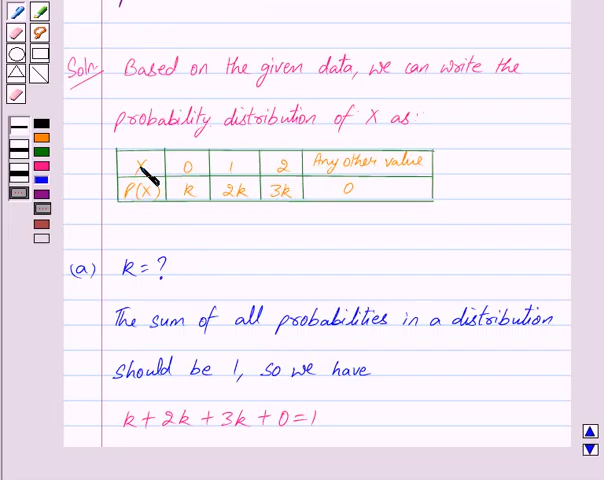 Soln. Based on the given data, we can write the
probability distribution of X as:
X 0 1 2 Any other value
P(X) k 2k 3k 0
(a) k = ?
The sum of all probabilities in a distribution
should be 1, so we have
k + 2k + 3k + 0 = 1